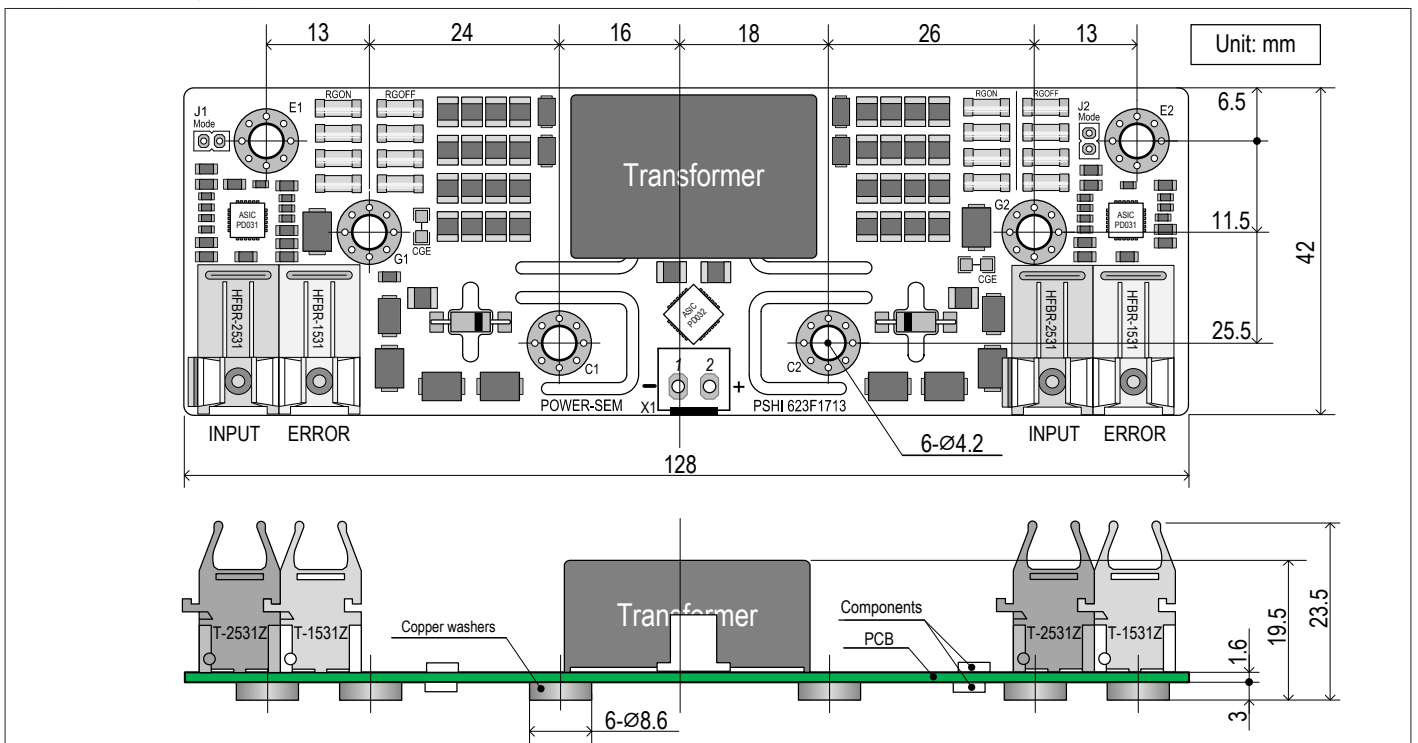 13 24 16 18 26 13
Unit: mm
J1
Mode
E1
RGON RGOFF
RGON RGOFF
J2
Mode
E2
6.5
Transformer
ASIC
PD031
ASIC
PD031
G1
CGE
G2
CGE
11.5
42
HFBR-2531
HFBR-1531
ASIC
PD032
HFBR-2531
HFBR-1531
25.5
C1
C2
1 2
- +
POWER-SEM X1 PSHI 623F1713
INPUT ERROR
6-Ø4.2
INPUT ERROR
128
Transformer
Components
Copper washers
PCB
T-2531Z T-1531Z
T-2531Z T-1531Z
1.6
19.5
23.5
3
6-Ø8.6